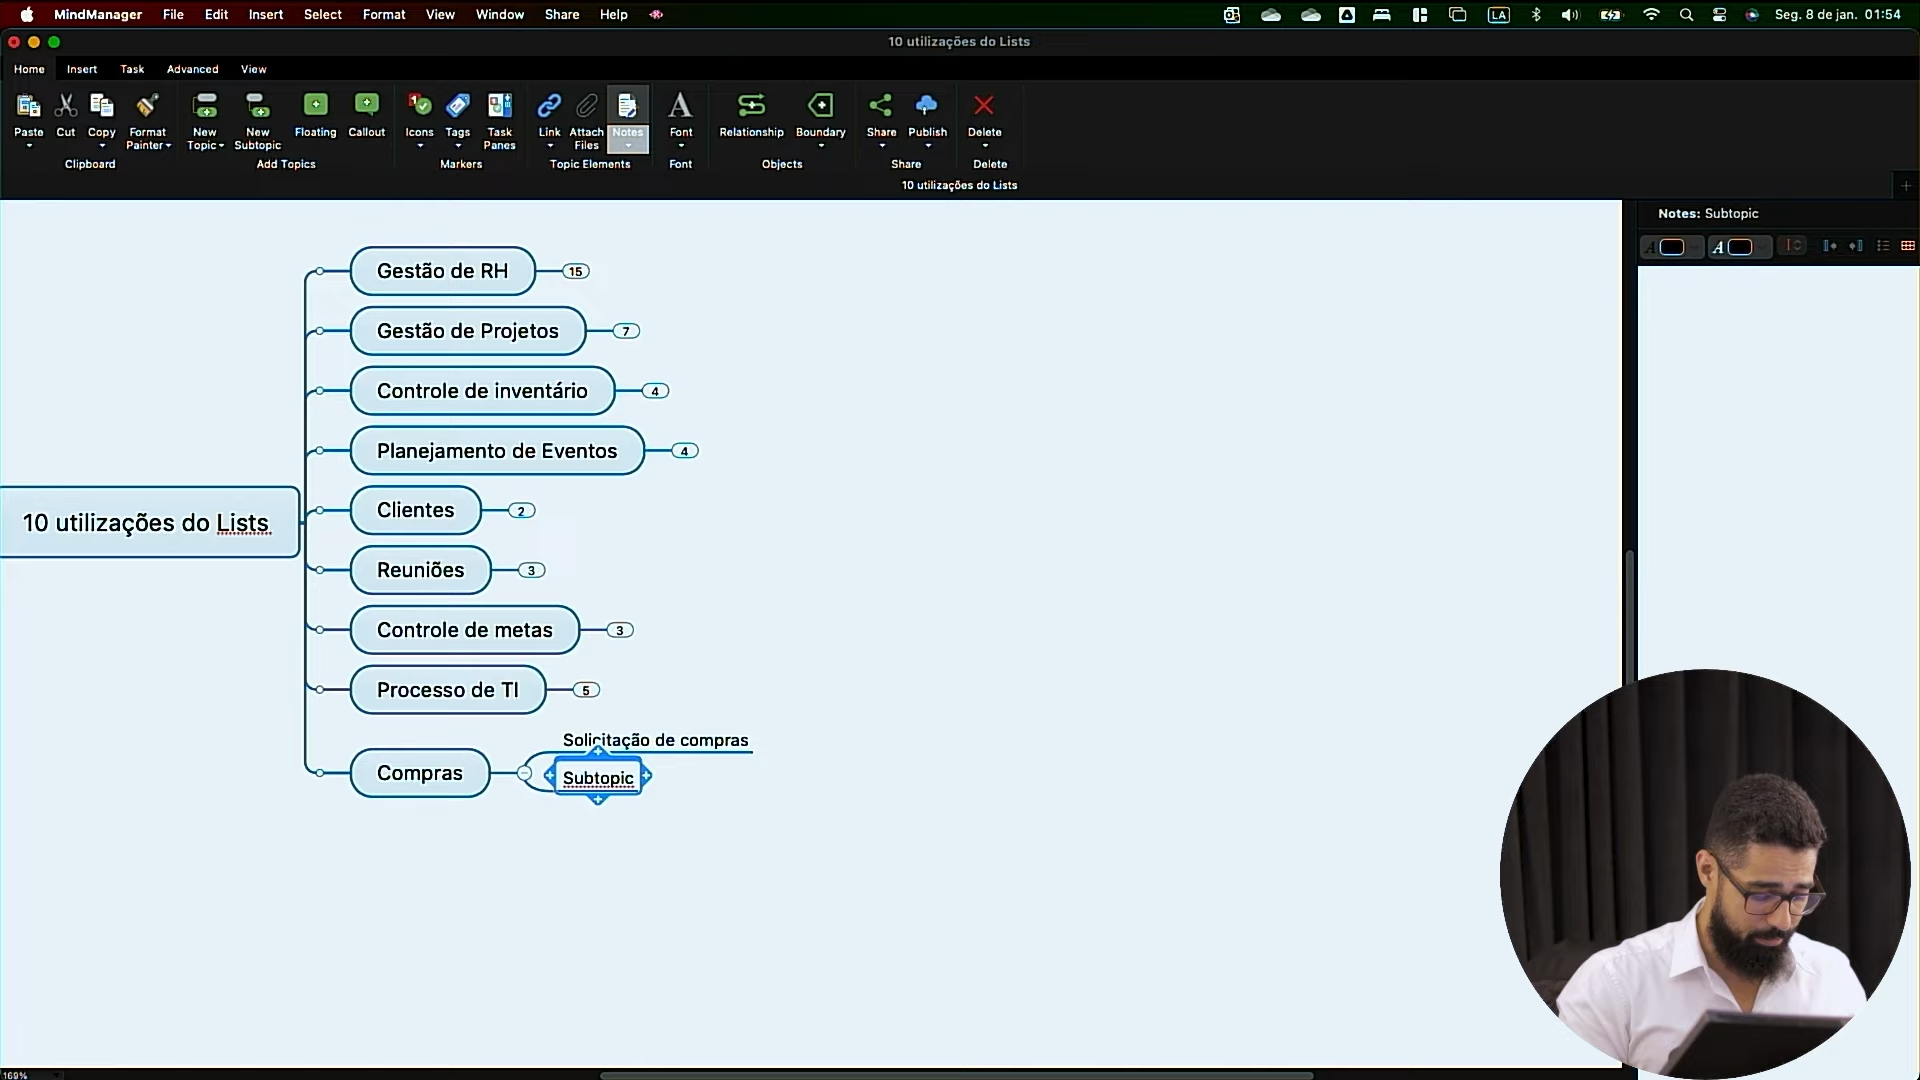 MindManager File Edit Insert Select Format View Window Share Help
LA Seg. 8 de jan. 01:54
10 utilizações do Lists
Home Insert Task Advanced View
Paste Cut Copy Format Painter
Clipboard
New Topic New Subtopic Floating Callout
Add Topics
Icons Tags Task Panes
Markers
Link Attach Files Notes
Topic Elements
Font
Font
Relationship Boundary
Objects
Share Publish
Share
Delete
Delete
10 utilizações do Lists
Notes: Subtopic
Gestão de RH 15
Gestão de Projetos 7
Controle de inventário 4
Planejamento de Eventos 4
Clientes 2
10 utilizações do Lists
Reuniões 3
Controle de metas 3
Processo de TI 5
Solicitação de compras
Compras
Subtopic
169%